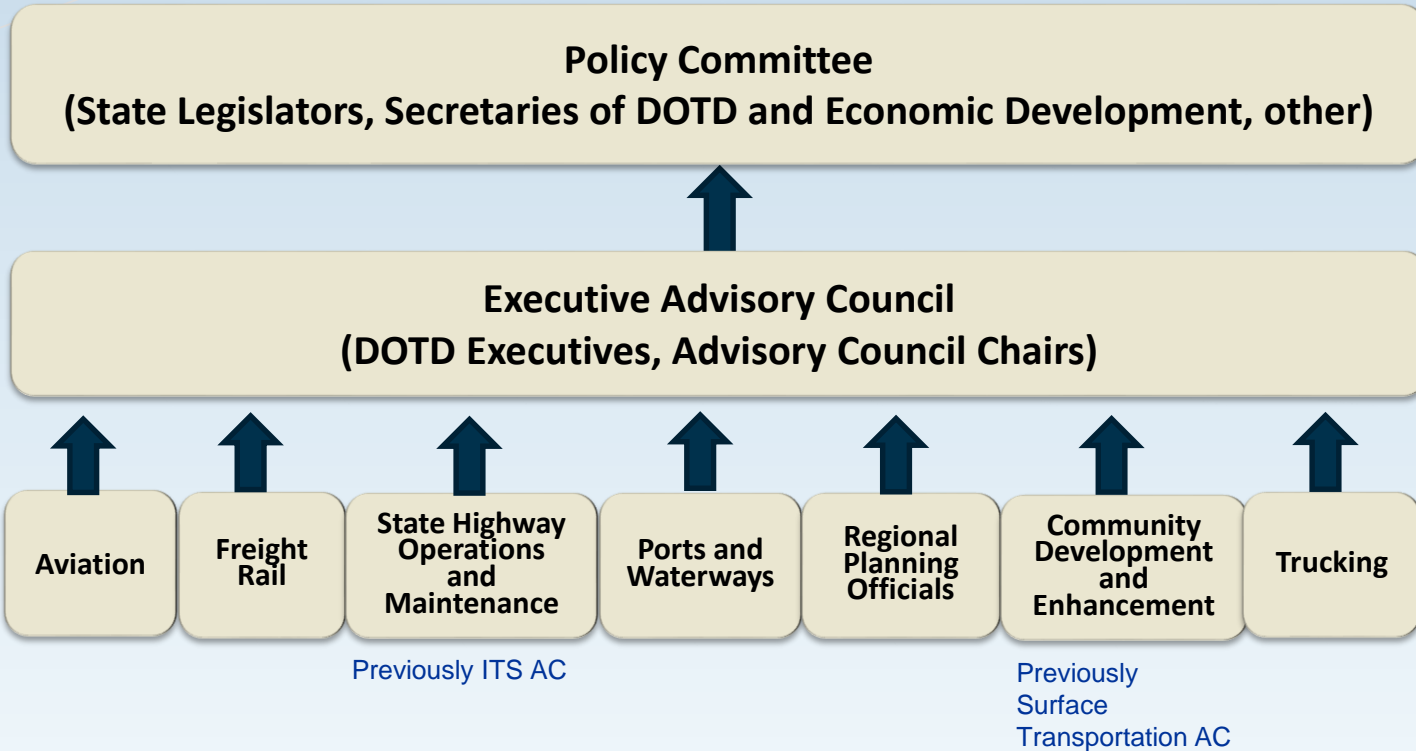 Policy Committee
(State Legislators, Secretaries of DOTD and Economic Development, other)
Executive Advisory Council
(DOTD Executives, Advisory Council Chairs)
Aviation
Freight
Rail
State Highway
Operations
and
Maintenance
Ports and
Waterways
Regional
Planning
Officials
Community
Development
and
Enhancement
Trucking
Previously ITS AC
Previously
Surface
Transportation AC